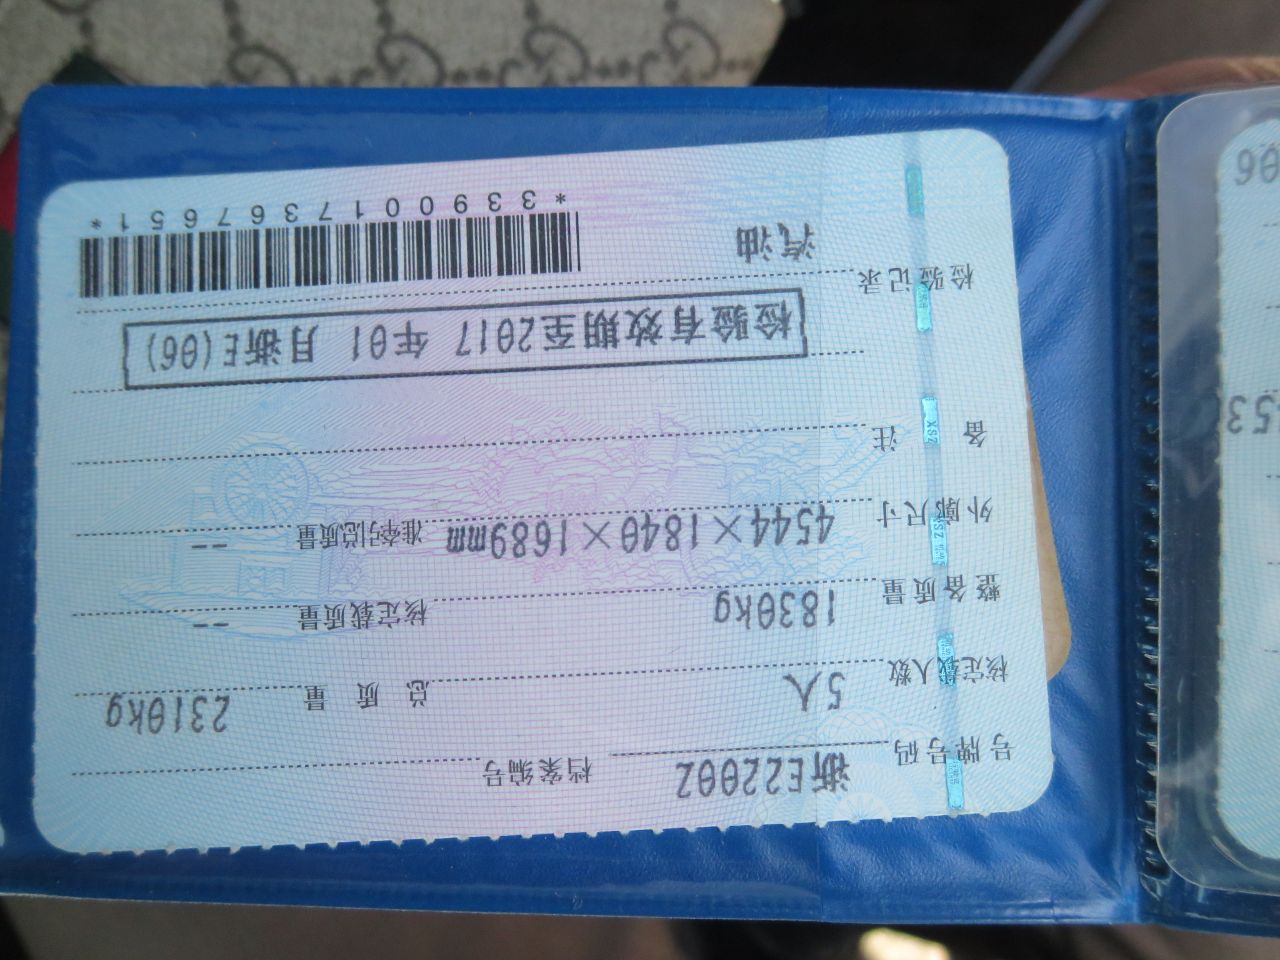 号牌号码 浙E22002 档案编号
核定载人数 5人 总质量 2310kg
整备质量 1830kg 核定载质量 --
外廓尺寸 4544×1840×1689mm 准牵引总质量 --
备注
检验有效期至2017 年01 月浙E(06)
检验记录
汽油
*3390017367651*